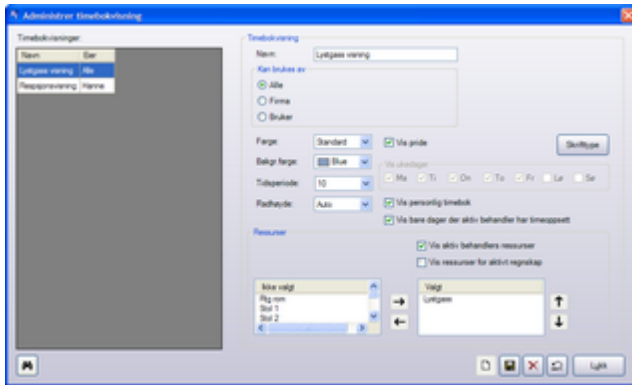 Administrer timebokvisning
Timebokvisninger:
Navn Eier
Lystgass visning Alle
Resepsjonsvisning Hanne
Timebokvisning
Navn: Lystgass visning
Kan brukes av
Alle
Firma
Bruker
Farge: Standard
Vis pride
Skrifttype
Bakgr.farge: Blue
Vis ukedager
Ma Ti On To Fr Lø Sø
Tidsperiode: 10
Radhøyde: Auto
Vis personlig timebok
Vis bare dager der aktiv behandler har timeoppsett
Ressurser
Vis aktiv behandlers ressurser
Vis ressurser for aktivt regnskap
Ikke valgt
Rtg rom
Stol 1
Stol 2
Valgt
Lystgass
Lukk